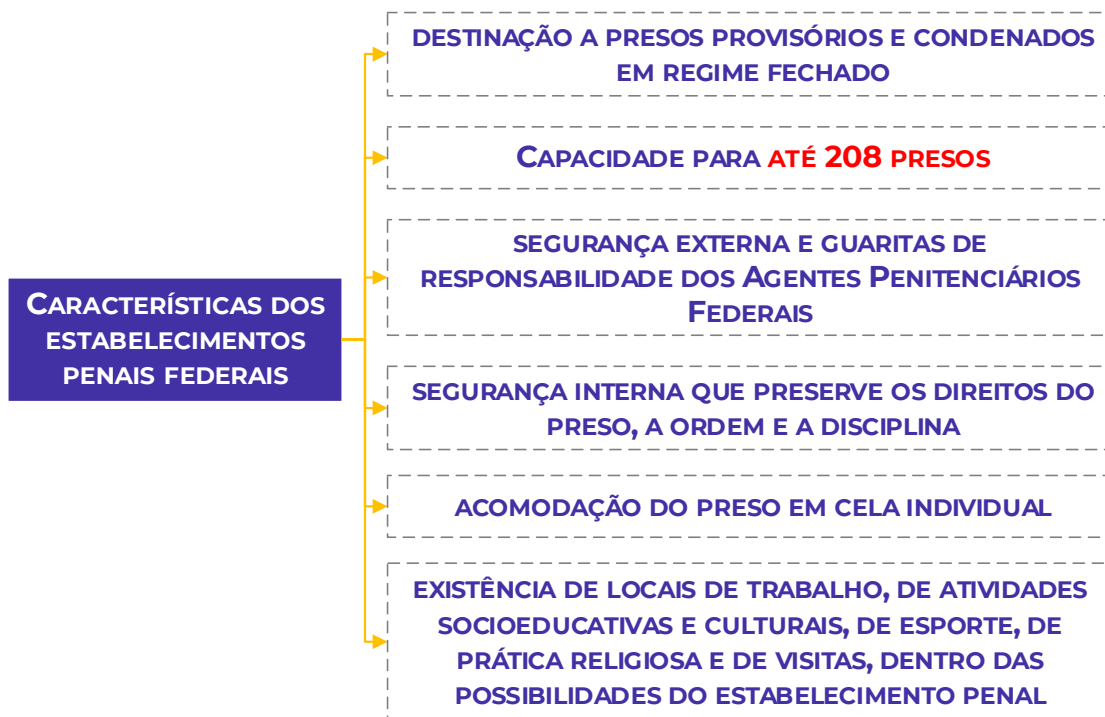 DESTINAÇÃO A PRESOS PROVISÓRIOS E CONDENADOS
EM REGIME FECHADO
CAPACIDADE PARA ATÉ 208 PRESOS
SEGURANÇA EXTERNA E GUARITAS DE
RESPONSABILIDADE DOS AGENTES PENITENCIÁRIOS
FEDERAIS
CARACTERÍSTICAS DOS
ESTABELECIMENTOS
PENAIS FEDERAIS
SEGURANÇA INTERNA QUE PRESERVE OS DIREITOS DO
PRESO, A ORDEM E A DISCIPLINA
ACOMODAÇÃO DO PRESO EM CELA INDIVIDUAL
EXISTÊNCIA DE LOCAIS DE TRABALHO, DE ATIVIDADES
SOCIOEDUCATIVAS E CULTURAIS, DE ESPORTE, DE
PRÁTICA RELIGIOSA E DE VISITAS, DENTRO DAS
POSSIBILIDADES DO ESTABELECIMENTO PENAL